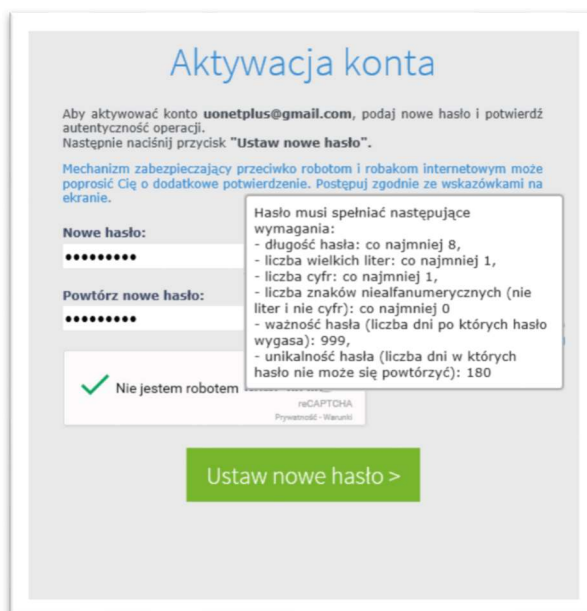 Aktywacja konta
Aby aktywować konto uonetplus@gmail.com, podaj nowe hasło i potwierdź
autentyczność operacji.
Następnie naciśnij przycisk "Ustaw nowe hasło".
Mechanizm zabezpieczający przeciwko robotom i robakom internetowym może
poprosić Cię o dodatkowe potwierdzenie. Postępuj zgodnie ze wskazówkami na
ekranie.
Nowe hasło:
•••••••••
Powtórz nowe hasło:
•••••••••
Hasło musi spełniać następujące
wymagania:
- długość hasła: co najmniej 8,
- liczba wielkich liter: co najmniej 1,
- liczba cyfr: co najmniej 1,
- liczba znaków niealfanumerycznych (nie
liter i nie cyfr): co najmniej 0
- ważność hasła (liczba dni po których hasło
wygasa): 999,
- unikalność hasła (liczba dni w których
hasło nie może się powtórzyć): 180
Nie jestem robotem
reCAPTCHA
Prywatność - Warunki
Ustaw nowe hasło >